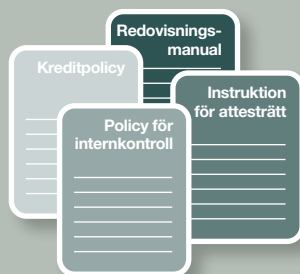 Redovisnings-
manual
Kreditpolicy
Instruktion
för attesträtt
Policy för
internkontroll